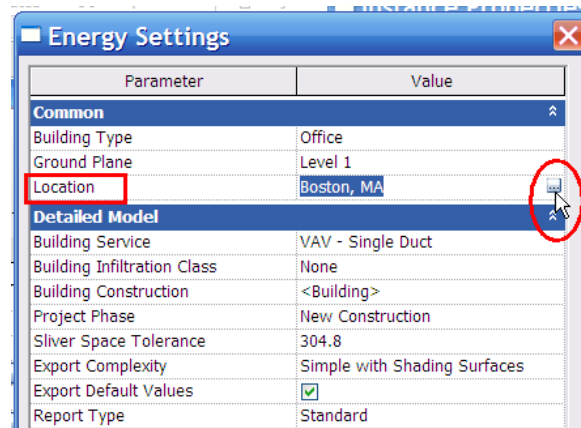 Energy Settings
Parameter Value
Common
Building Type Office
Ground Plane Level 1
Location Boston, MA
Detailed Model
Building Service VAV - Single Duct
Building Infiltration Class None
Building Construction <Building>
Project Phase New Construction
Sliver Space Tolerance 304.8
Export Complexity Simple with Shading Surfaces
Export Default Values
Report Type Standard